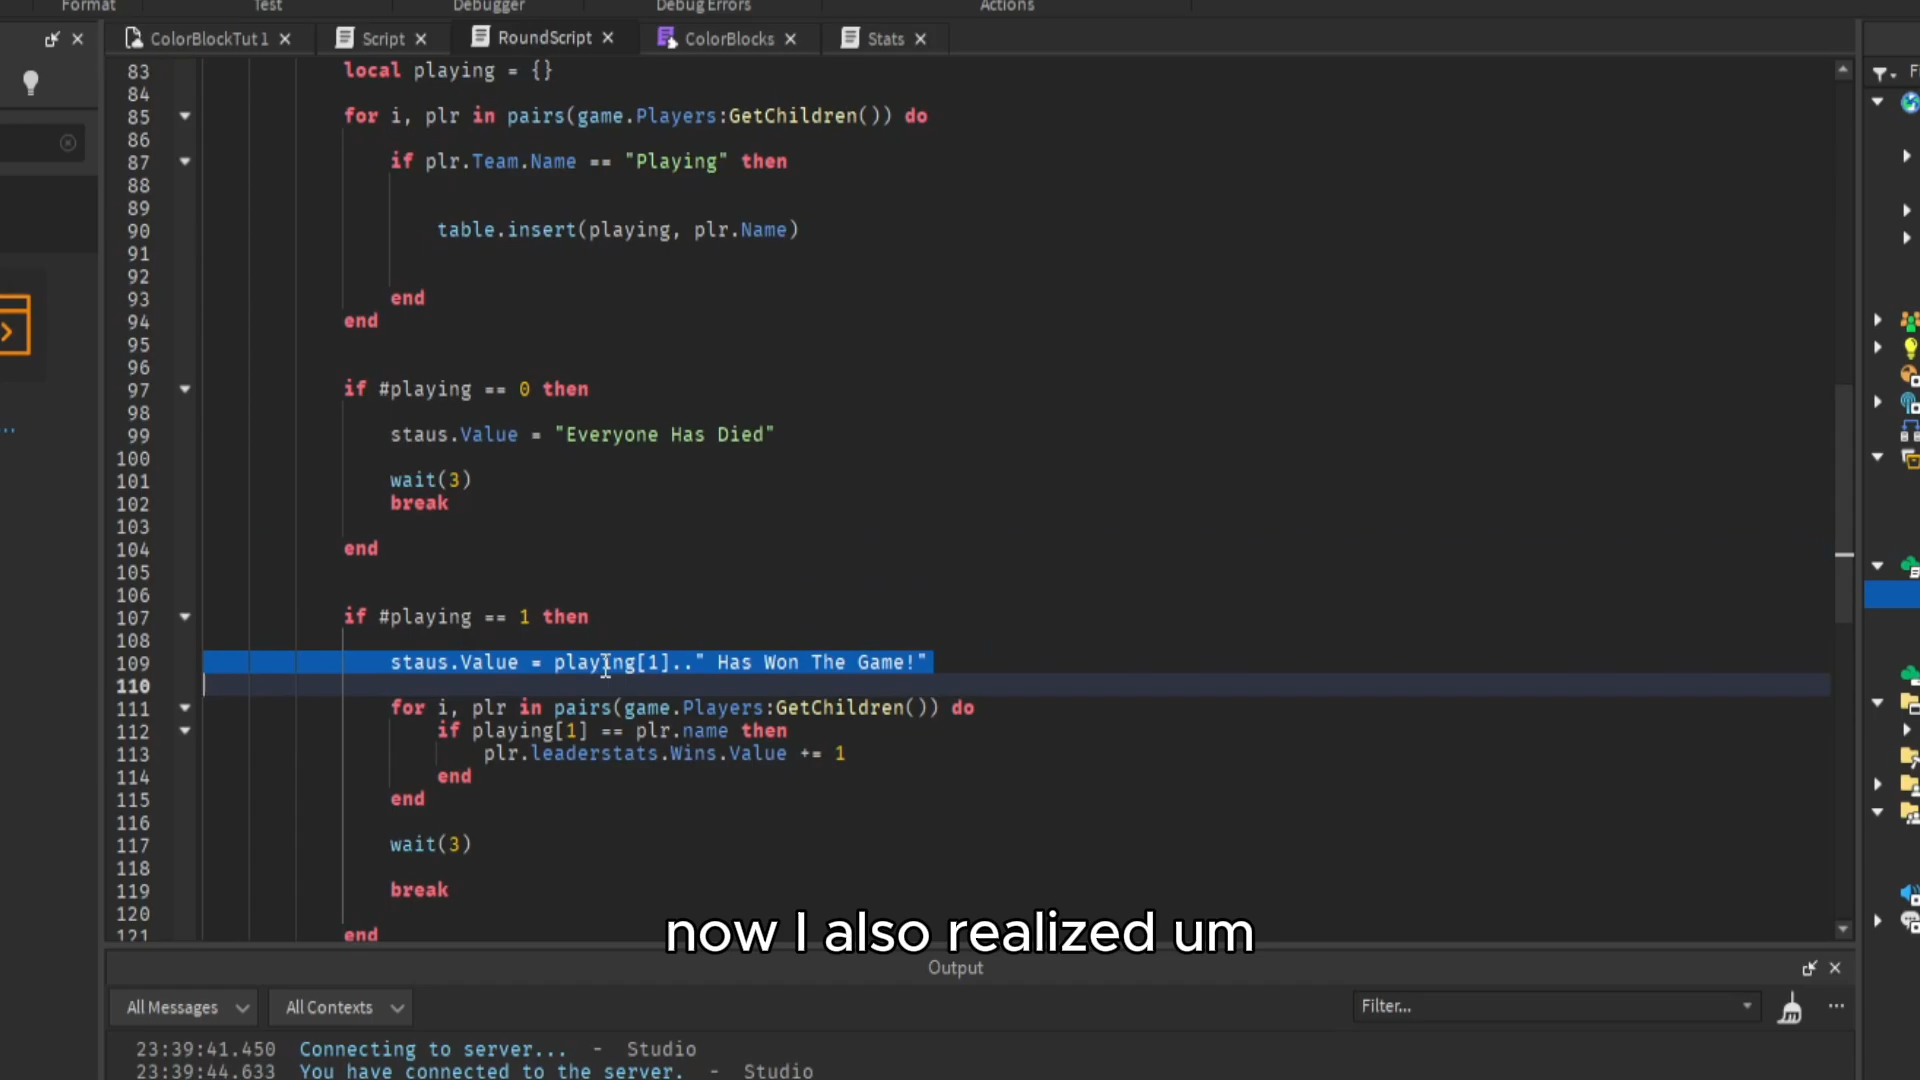 Format Test Debugger Debug Errors Actions
ColorBlockTut 1 Script RoundScript ColorBlocks Stats
83 local playing = {}
84
85 for i, plr in pairs(game.Players:GetChildren()) do
86
87 if plr.Team.Name == "Playing" then
88
89
90 table.insert(playing, plr.Name)
91
92
93 end
94 end
95
96
97 if #playing == 0 then
98
99 staus.Value = "Everyone Has Died"
100
101 wait(3)
102 break
103
104 end
105
106
107 if #playing == 1 then
108
109 staus.Value = playing[1].." Has Won The Game!"
110
111 for i, plr in pairs(game.Players:GetChildren()) do
112 if playing[1] == plr.name then
113 plr.leaderstats.Wins.Value += 1
114 end
115 end
116
117 wait(3)
118
119 break
120
121 end
now I also realized um
Output
All Messages All Contexts Filter...
23:39:41.450 Connecting to server... - Studio
23:39:44.633 You have connected to the server. - Studio